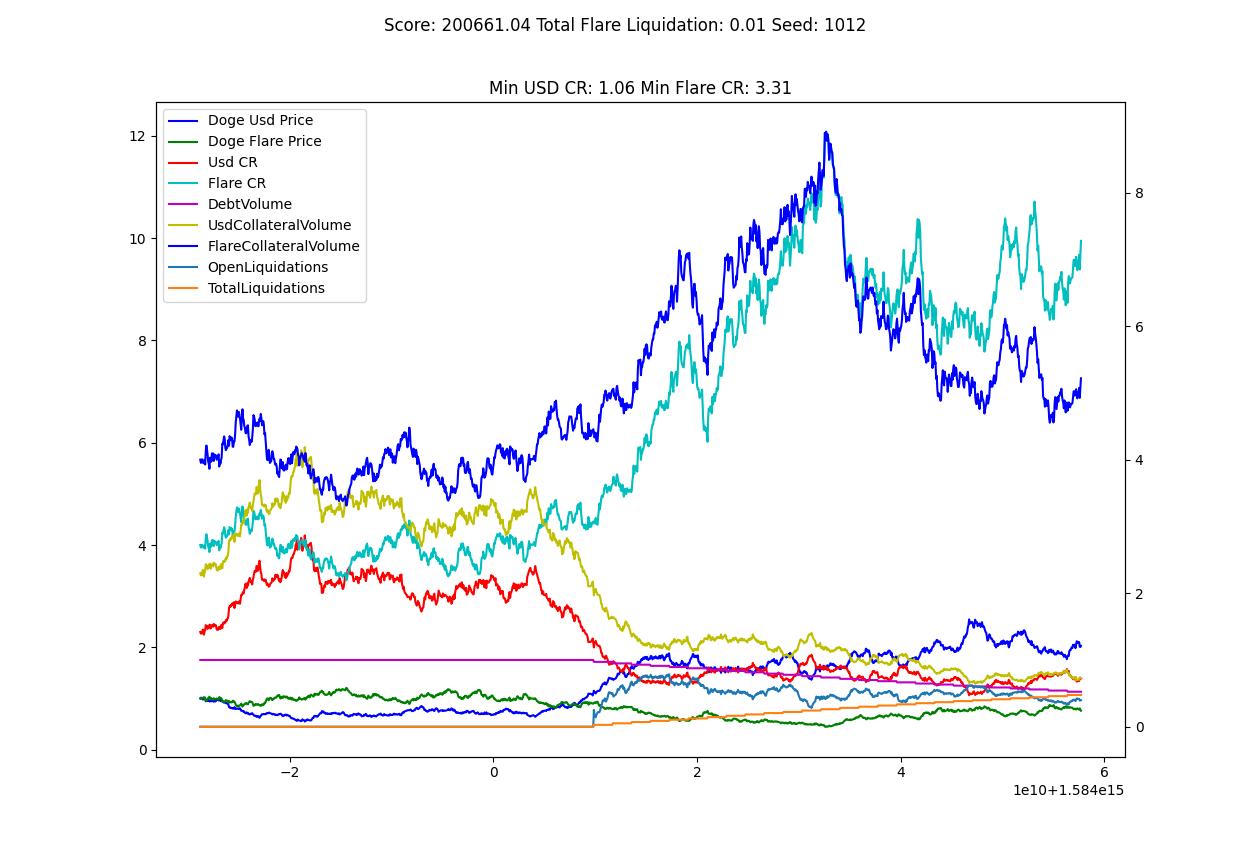 Score: 200661.04 Total Flare Liquidation: 0.01 Seed: 1012
Min USD CR: 1.06 Min Flare CR: 3.31
Doge Usd Price
Doge Flare Price
Usd CR
Flare CR
DebtVolume
UsdCollateralVolume
FlareCollateralVolume
OpenLiquidations
TotalLiquidations
12
10
8
6
4
2
0
8
6
4
2
0
−2
0
2
4
6
1e10+1.584e15